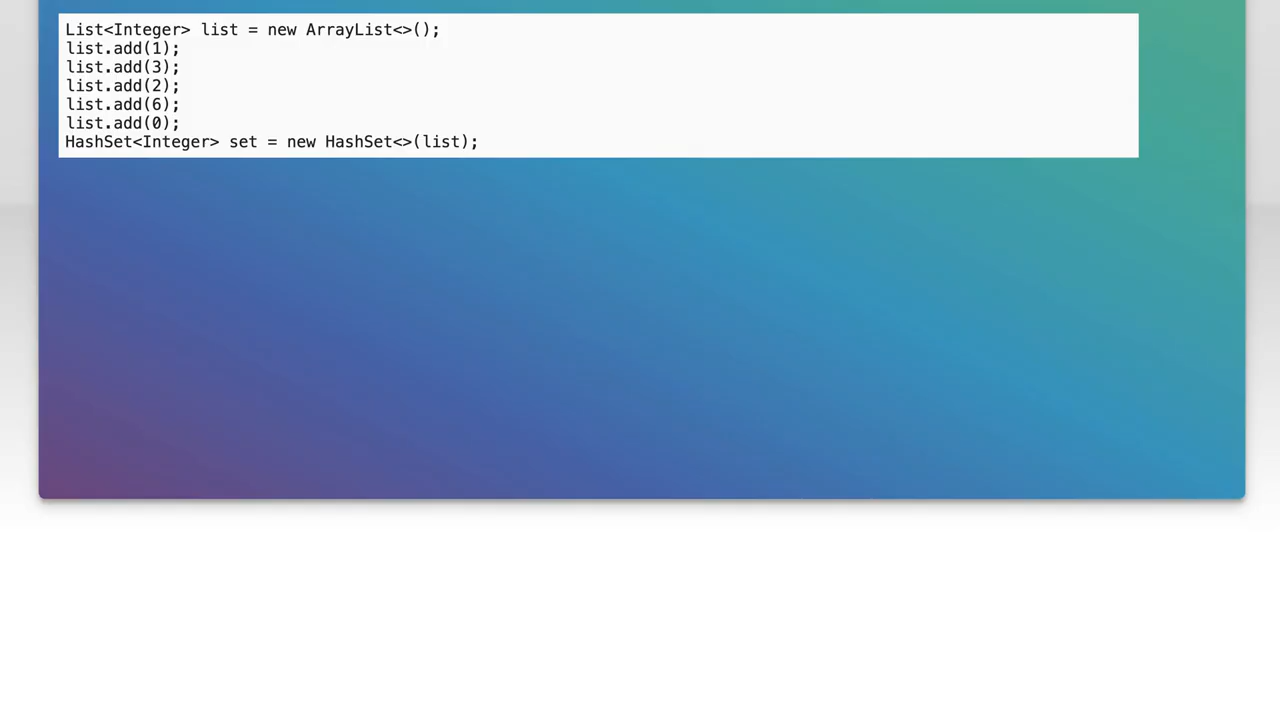 List<Integer> list = new ArrayList<>();
list.add(1);
list.add(3);
list.add(2);
list.add(6);
list.add(0);
HashSet<Integer> set = new HashSet<>(list);